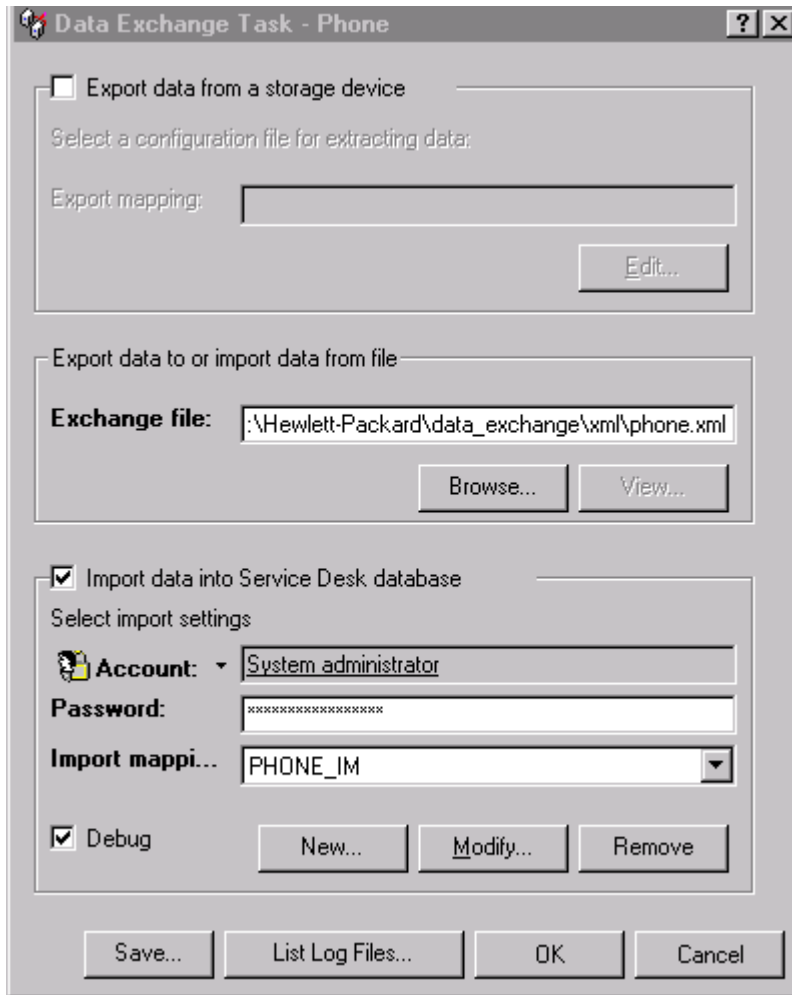 Data Exchange Task - Phone
Export data from a storage device
Select a configuration file for extracting data:
Export mapping:
Edit...
Export data to or import data from file
Exchange file: :\Hewlett-Packard\data_exchange\xml\phone.xml
Browse... View...
Import data into Service Desk database
Select import settings
Account: System administrator
Password: *****************
Import mappi... PHONE_IM
Debug New... Modify... Remove
Save... List Log Files... OK Cancel